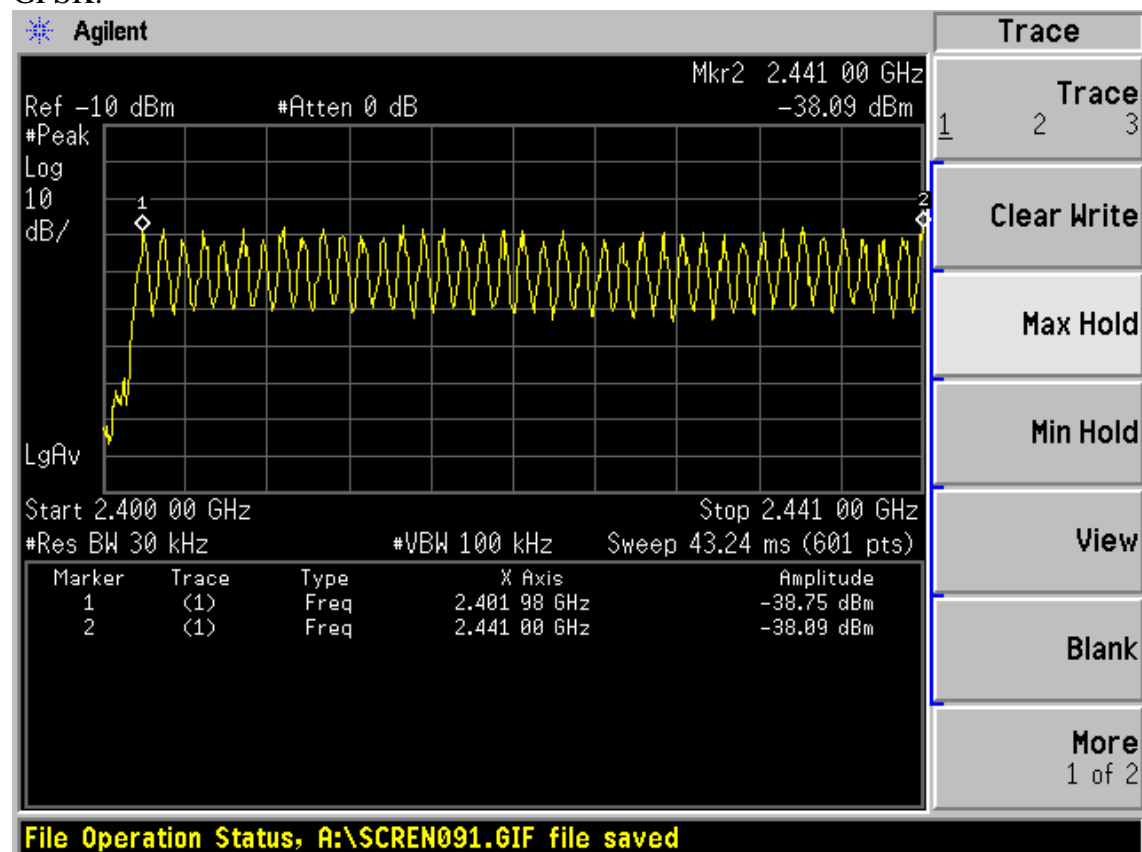 Agilent
Trace
Mkr2 2.441 00 GHz
Ref -10 dBm #Atten 0 dB -38.09 dBm
#Peak
Log
10
dB/
1
2
LgAv
Start 2.400 00 GHz Stop 2.441 00 GHz
#Res BW 30 kHz #VBW 100 kHz Sweep 43.24 ms (601 pts)
Marker Trace Type X Axis Amplitude
1 (1) Freq 2.401 98 GHz -38.75 dBm
2 (1) Freq 2.441 00 GHz -38.09 dBm
Trace
1 2 3
Clear Write
Max Hold
Min Hold
View
Blank
More
1 of 2
File Operation Status, A:\SCREN091.GIF file saved